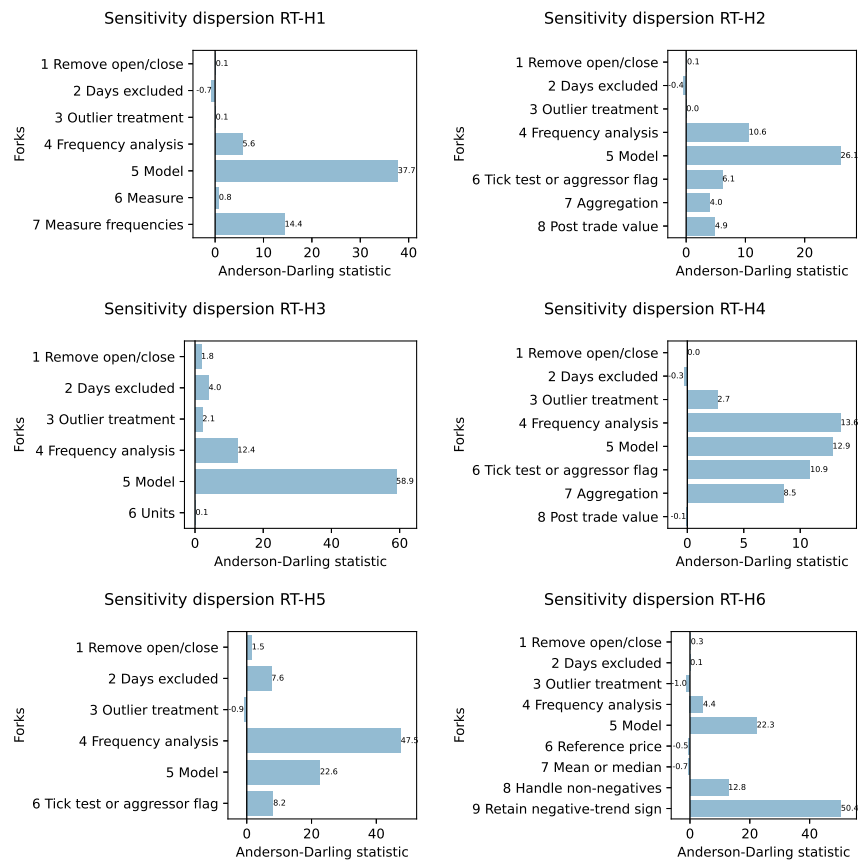 Sensitivity dispersion RT-H1
Forks
1 Remove open/close 0.1
2 Days excluded -0.7
3 Outlier treatment 0.1
4 Frequency analysis 5.6
5 Model 37.7
6 Measure 0.8
7 Measure frequencies 14.4
0 10 20 30 40
Anderson-Darling statistic
Sensitivity dispersion RT-H2
Forks
1 Remove open/close 0.1
2 Days excluded -0.4
3 Outlier treatment 0.0
4 Frequency analysis 10.6
5 Model 26.1
6 Tick test or aggressor flag 6.1
7 Aggregation 4.0
8 Post trade value 4.9
0 10 20
Anderson-Darling statistic
Sensitivity dispersion RT-H3
Forks
1 Remove open/close 1.8
2 Days excluded 4.0
3 Outlier treatment 2.1
4 Frequency analysis 12.4
5 Model 58.9
6 Units 0.1
0 20 40 60
Anderson-Darling statistic
Sensitivity dispersion RT-H4
Forks
1 Remove open/close 0.0
2 Days excluded -0.3
3 Outlier treatment 2.7
4 Frequency analysis 13.6
5 Model 12.9
6 Tick test or aggressor flag 10.9
7 Aggregation 8.5
8 Post trade value -0.1
0 5 10
Anderson-Darling statistic
Sensitivity dispersion RT-H5
Forks
1 Remove open/close 1.5
2 Days excluded 7.6
3 Outlier treatment -0.9
4 Frequency analysis 47.5
5 Model 22.6
6 Tick test or aggressor flag 8.2
0 20 40
Anderson-Darling statistic
Sensitivity dispersion RT-H6
Forks
1 Remove open/close 0.3
2 Days excluded 0.1
3 Outlier treatment -1.0
4 Frequency analysis 4.4
5 Model 22.3
6 Reference price -0.5
7 Mean or median -0.7
8 Handle non-negatives 12.8
9 Retain negative-trend sign 50.4
0 20 40
Anderson-Darling statistic